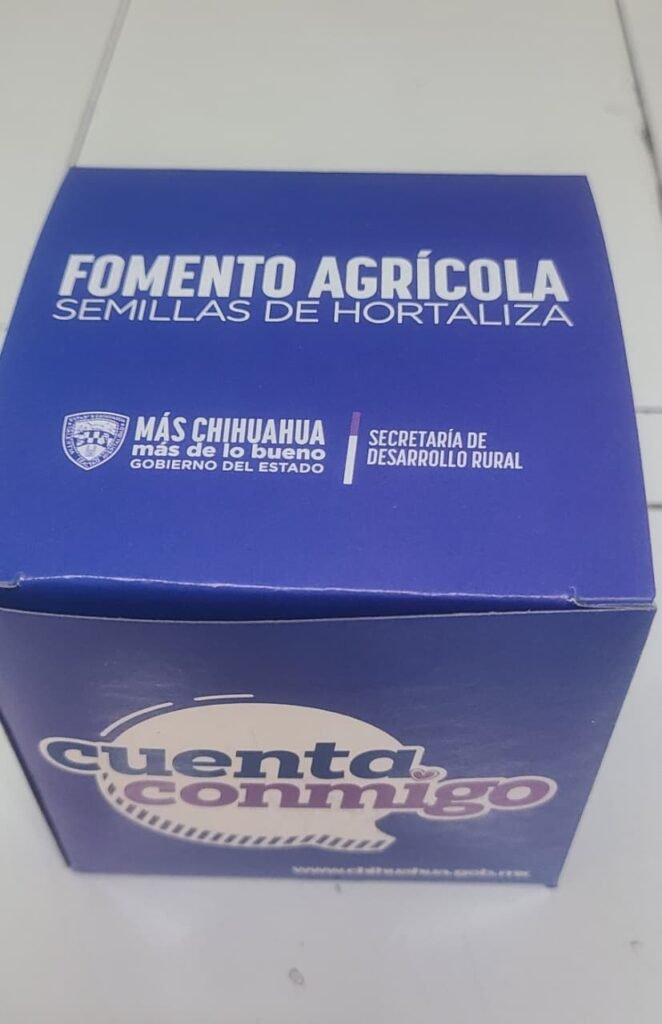 FOMENTO AGRÍCOLA
SEMILLAS DE HORTALIZA
MÁS CHIHUAHUA
más de lo bueno
GOBIERNO DEL ESTADO
SECRETARÍA DE
DESARROLLO RURAL
cuenta
conmigo
www.chihuahua.gob.mx